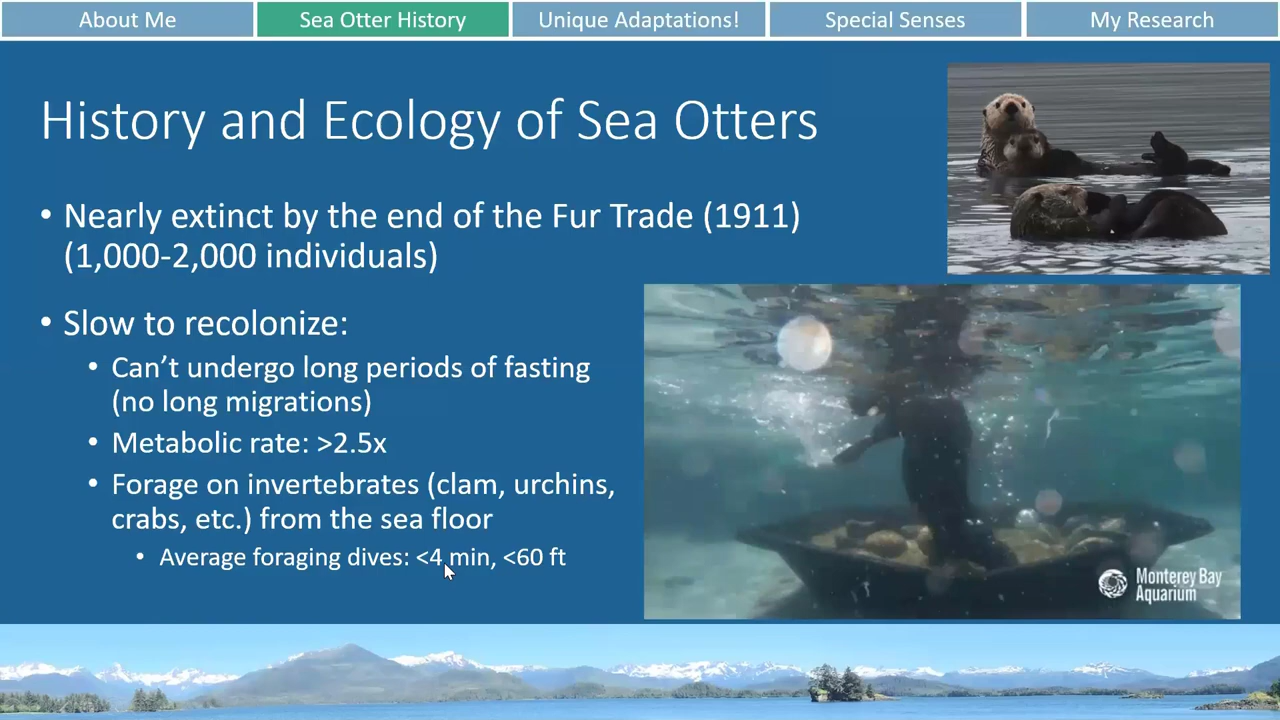 About Me
Sea Otter History
Unique Adaptations!
Special Senses
My Research
History and Ecology of Sea Otters
• Nearly extinct by the end of the Fur Trade (1911)
(1,000-2,000 individuals)
• Slow to recolonize:
• Can’t undergo long periods of fasting
(no long migrations)
• Metabolic rate: >2.5x
• Forage on invertebrates (clam, urchins,
crabs, etc.) from the sea floor
• Average foraging dives: <4 min, <60 ft
Monterey Bay
Aquarium